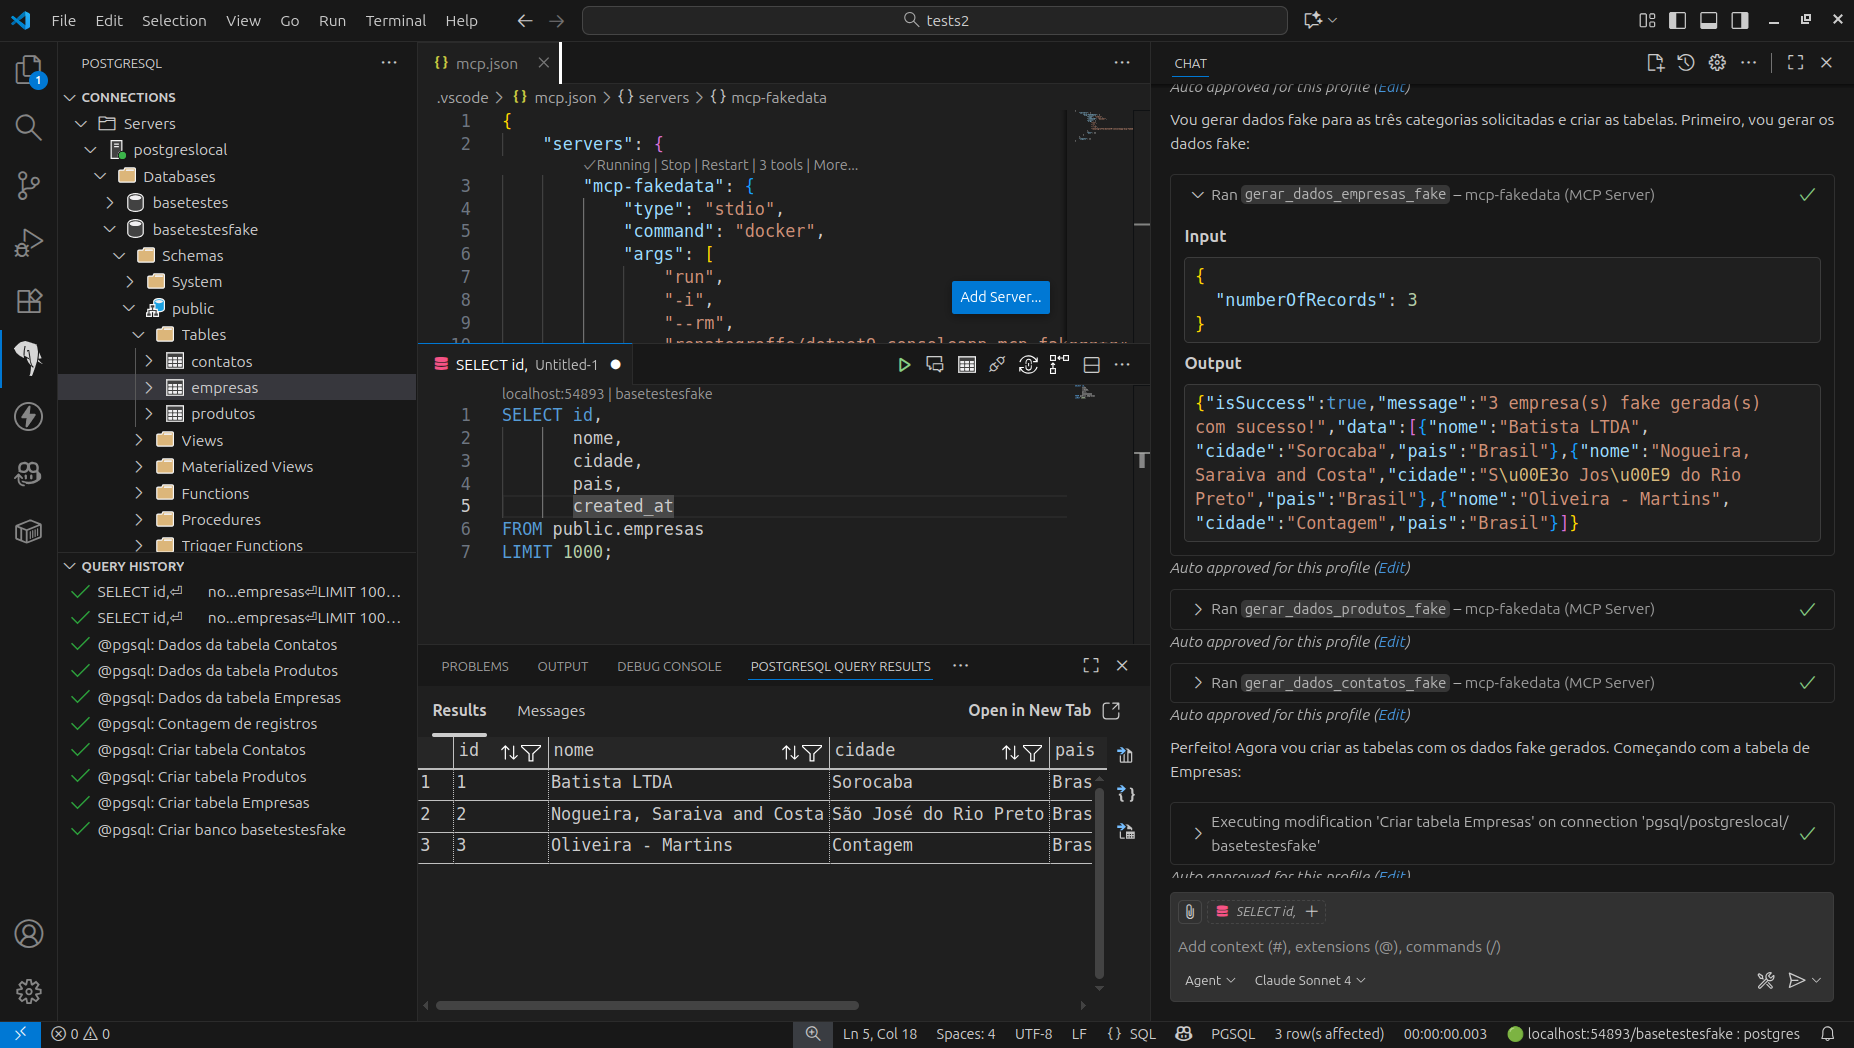 File Edit Selection View Go Run Terminal Help
tests2
POSTGRESQL
CONNECTIONS
Servers
postgreslocal
Databases
basetestes
basetestesfake
Schemas
System
public
Tables
contatos
empresas
produtos
Views
Materialized Views
Functions
Procedures
Trigger Functions
QUERY HISTORY
SELECT id,⏎ no...empresas⏎LIMIT 100...
SELECT id,⏎ no...empresas⏎LIMIT 100...
@pgsql: Dados da tabela Contatos
@pgsql: Dados da tabela Produtos
@pgsql: Dados da tabela Empresas
@pgsql: Contagem de registros
@pgsql: Criar tabela Contatos
@pgsql: Criar tabela Produtos
@pgsql: Criar tabela Empresas
@pgsql: Criar banco basetestesfake
1
{} mcp.json
.vscode > {} mcp.json > {} servers > {} mcp-fakedata
1 {
2 "servers": {
✓Running | Stop | Restart | 3 tools | More...
3 "mcp-fakedata": {
4 "type": "stdio",
5 "command": "docker",
6 "args": [
7 "run",
8 "-i",
9 "--rm",
10
Add Server...
SELECT id, Untitled-1
localhost:54893 | basetestesfake
1 SELECT id,
2 nome,
3 cidade,
4 pais,
5 created_at
6 FROM public.empresas
7 LIMIT 1000;
PROBLEMS OUTPUT DEBUG CONSOLE POSTGRESQL QUERY RESULTS
Results Messages Open in New Tab
id nome cidade pais
1 1 Batista LTDA Sorocaba Bras
2 2 Nogueira, Saraiva and Costa São José do Rio Preto Bras
3 3 Oliveira - Martins Contagem Bras
CHAT
Auto approved for this profile (Edit)
Vou gerar dados fake para as três categorias solicitadas e criar as tabelas. Primeiro, vou gerar os
dados fake:
Ran gerar_dados_empresas_fake – mcp-fakedata (MCP Server)
Input
{
"numberOfRecords": 3
}
Output
{"isSuccess":true,"message":"3 empresa(s) fake gerada(s)
com sucesso!","data":[{"nome":"Batista LTDA",
"cidade":"Sorocaba","pais":"Brasil"},{"nome":"Nogueira,
Saraiva and Costa","cidade":"S\u00E3o Jos\u00E9 do Rio
Preto","pais":"Brasil"},{"nome":"Oliveira - Martins",
"cidade":"Contagem","pais":"Brasil"}]}
Auto approved for this profile (Edit)
Ran gerar_dados_produtos_fake – mcp-fakedata (MCP Server)
Auto approved for this profile (Edit)
Ran gerar_dados_contatos_fake – mcp-fakedata (MCP Server)
Auto approved for this profile (Edit)
Perfeito! Agora vou criar as tabelas com os dados fake gerados. Começando com a tabela de
Empresas:
Executing modification 'Criar tabela Empresas' on connection 'pgsql/postgreslocal/
basetestesfake'
Auto approved for this profile (Edit)
SELECT id,
Add context (#), extensions (@), commands (/)
Agent Claude Sonnet 4
0 0 Ln 5, Col 18 Spaces: 4 UTF-8 LF {} SQL PGSQL 3 row(s affected) 00:00:00.003 localhost:54893/basetestesfake : postgres